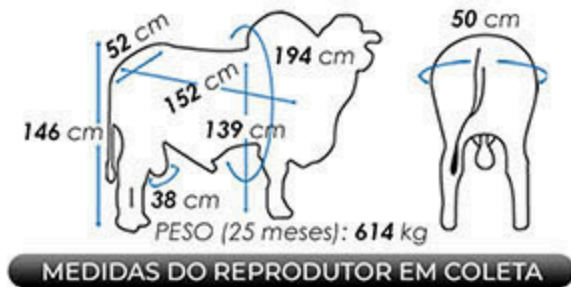 52 cm
50 cm
194 cm
152 cm
146 cm
139 cm
38 cm
PESO (25 meses): 614 kg
MEDIDAS DO REPRODUTOR EM COLETA